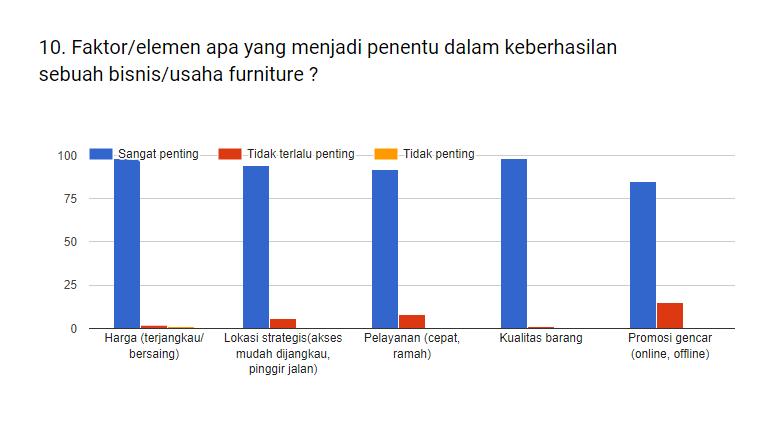 10. Faktor/elemen apa yang menjadi penentu dalam keberhasilan
sebuah bisnis/usaha furniture ?
Sangat penting Tidak terlalu penting Tidak penting
100
75
50
25
0
Harga (terjangkau/
bersaing)
Lokasi strategis(akses
mudah dijangkau,
pinggir jalan)
Pelayanan (cepat,
ramah)
Kualitas barang
Promosi gencar
(online, offline)